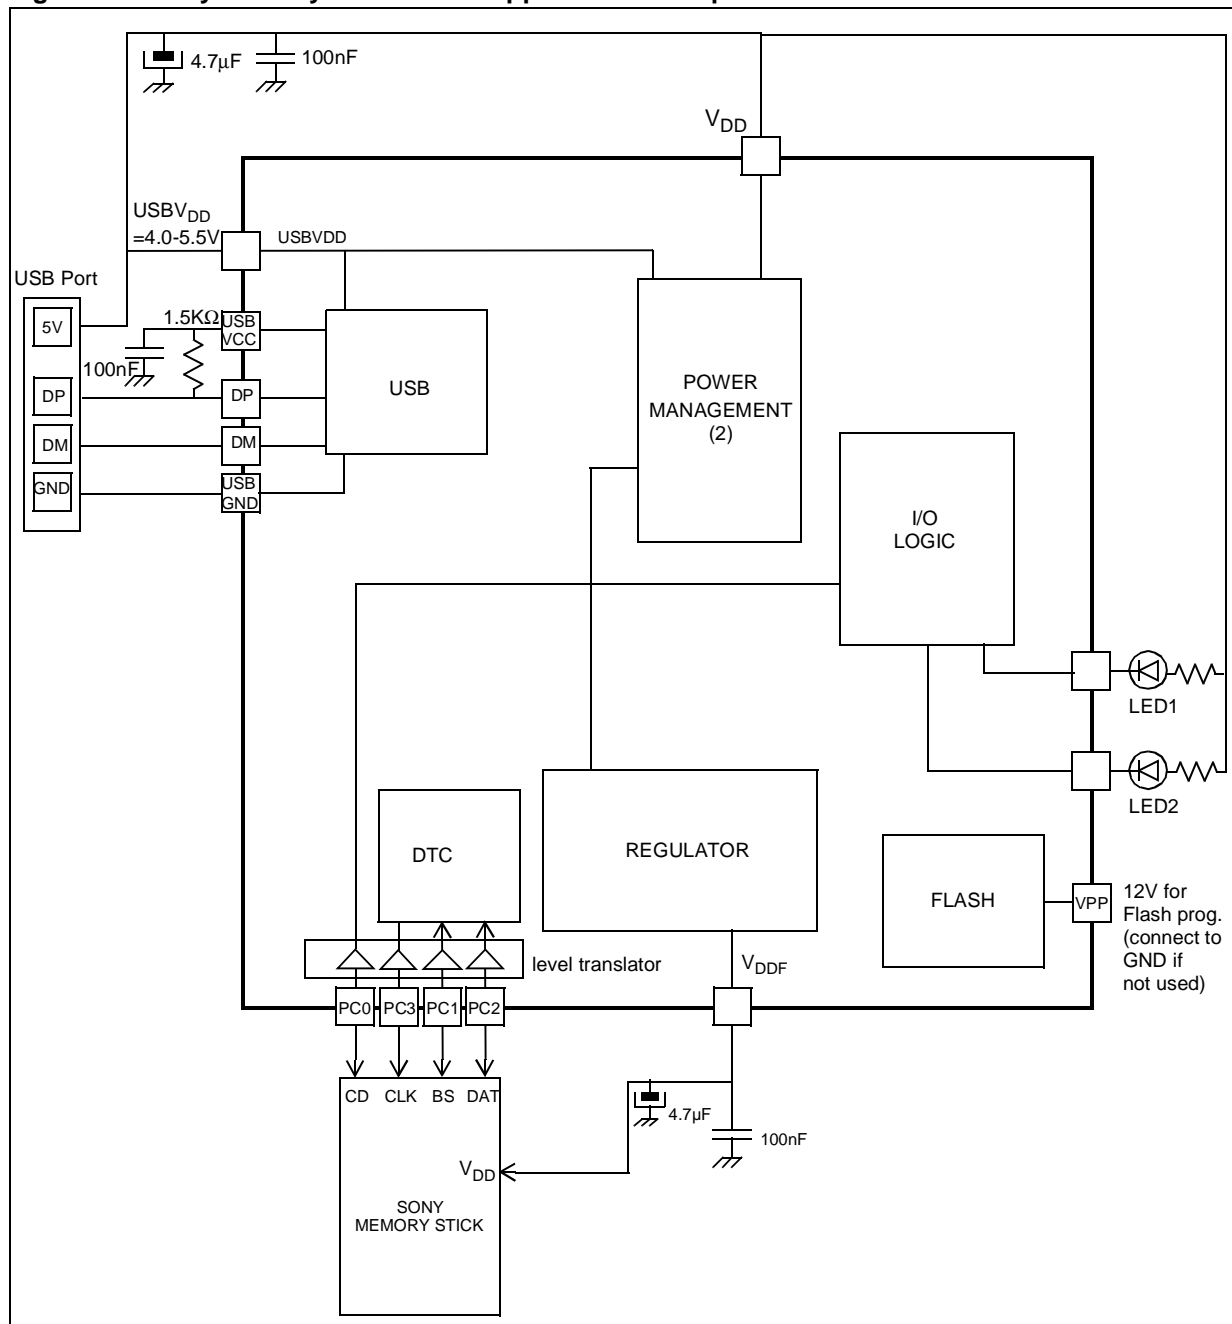 4.7μF
100nF
VDD
USBVDD
=4.0-5.5V
USBVDD
USB Port
5V
1.5KΩ
USB
VCC
100nF
DP
DP
DM
DM
GND
USB
GND
USB
POWER
MANAGEMENT
(2)
I/O
LOGIC
LED1
LED2
DTC
REGULATOR
FLASH
VPP
12V for
Flash prog.
(connect to
GND if
not used)
level translator
VDDF
PC0
PC3
PC1
PC2
CD
CLK
BS
DAT
4.7μF
100nF
VDD
SONY
MEMORY STICK